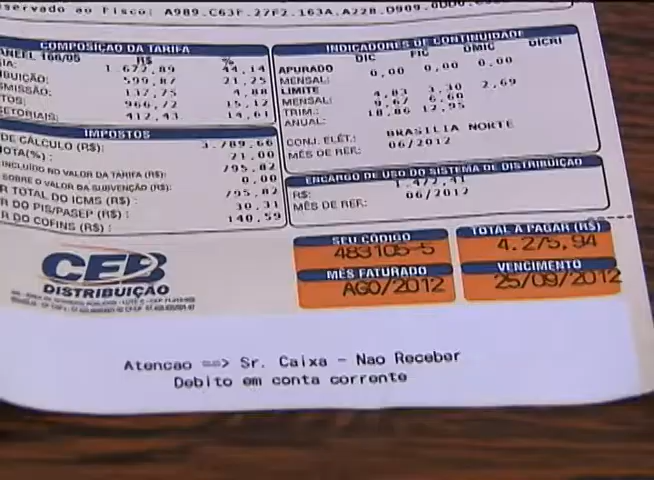 servado ao Fisco: A989.C63F.27F2.163A.A228.D909.
COMPOSIÇÃO DA TARIFA
ANEEL 166/05 R$ %
GIA: 1.672,89 44,14
IBUIÇÃO: 599,87 21,25
SMISSÃO: 137,75 4,88
TOS: 966,72 15,12
SETORIAIS: 412,43 14,61
IMPOSTOS
DE CÁLCULO (R$): 3.789,66
OTA(%): 21,00
INCLUÍDO NO VALOR DA TARIFA (R$): 795,82
SOBRE O VALOR DA SUBVENÇÃO (R$): 0,00
R TOTAL DO ICMS (R$): 795,82
R DO PIS/PASEP (R$): 30,31
R DO COFINS (R$): 140,59
INDICADORES DE CONTINUIDADE
DIC FIC DMIC DICRI
APURADO
MENSAL: 0,00 0,00 0,00
LIMITE
MENSAL: 4,83 3,30 2,69
TRIM.: 9,67 6,60
ANUAL: 18,86 12,95
CONJ. ELÉT.: BRASILIA NORTE
MÊS DE REF: 06/2012
ENCARGO DE USO DO SISTEMA DE DISTRIBUIÇÃO
R$: 1.477,41
MÊS DE REF: 06/2012
SEU CÓDIGO
483105-5
TOTAL A PAGAR (R$)
4.275,94
MÊS FATURADO
AGO/2012
VENCIMENTO
25/09/2012
CEB
DISTRIBUIÇÃO
Atencao ==> Sr. Caixa - Nao Receber
Debito em conta corrente